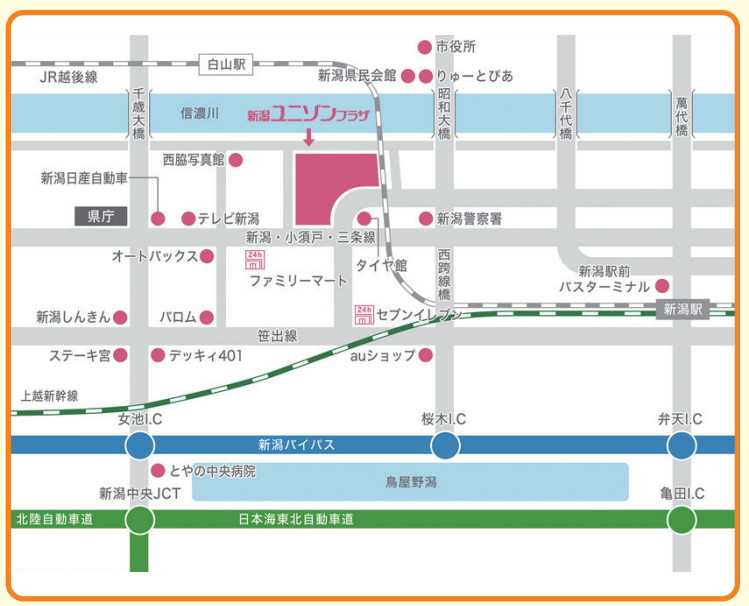 市役所
白山駅
JR越後線
新潟県民会館
りゅーとぴあ
千歳大橋
信濃川
新潟ユニゾンプラザ
昭和大橋
八千代橋
萬代橋
西脇写真館
新潟日産自動車
県庁
テレビ新潟
新潟警察署
新潟・小須戸・三条線
オートバックス
24h
ファミリーマート
タイヤ館
西跨線橋
新潟駅前
バスターミナル
新潟しんきん
バロム
24h
セブンイレブン
新潟駅
笹出線
ステーキ宮
デッキィ401
auショップ
上越新幹線
女池I.C
桜木I.C
弁天I.C
新潟バイパス
とやの中央病院
鳥屋野潟
新潟中央JCT
亀田I.C
北陸自動車道
日本海東北自動車道